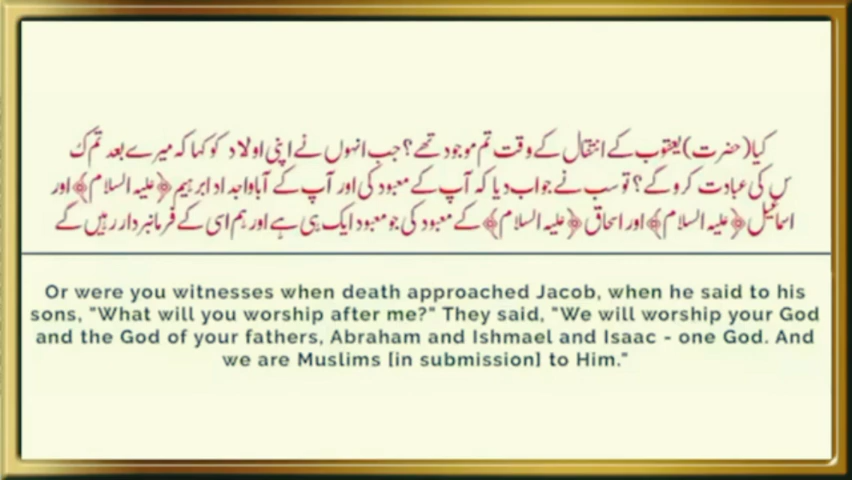 کیا (حضرت) یعقوب کے انتقال کے وقت تم موجود تھے؟ جب انہوں نے اپنی اولاد کو کہا کہ میرے بعد تم ک
س کی عبادت کرو گے؟ تو سب نے جواب دیا کہ آپ کے معبود کی اور آپ کے آباواجداد ابرہیم ﴿علیہ السلام﴾ اور
اسماعیل ﴿علیہ السلام﴾ اور اسحاق ﴿علیہ السلام﴾ کے معبود کی جو معبود ایک ہی ہے اور ہم اسی کے فرمانبردار رہیں گے
Or were you witnesses when death approached Jacob, when he said to his
sons, "What will you worship after me?" They said, "We will worship your God
and the God of your fathers, Abraham and Ishmael and Isaac - one God. And
we are Muslims [in submission] to Him."